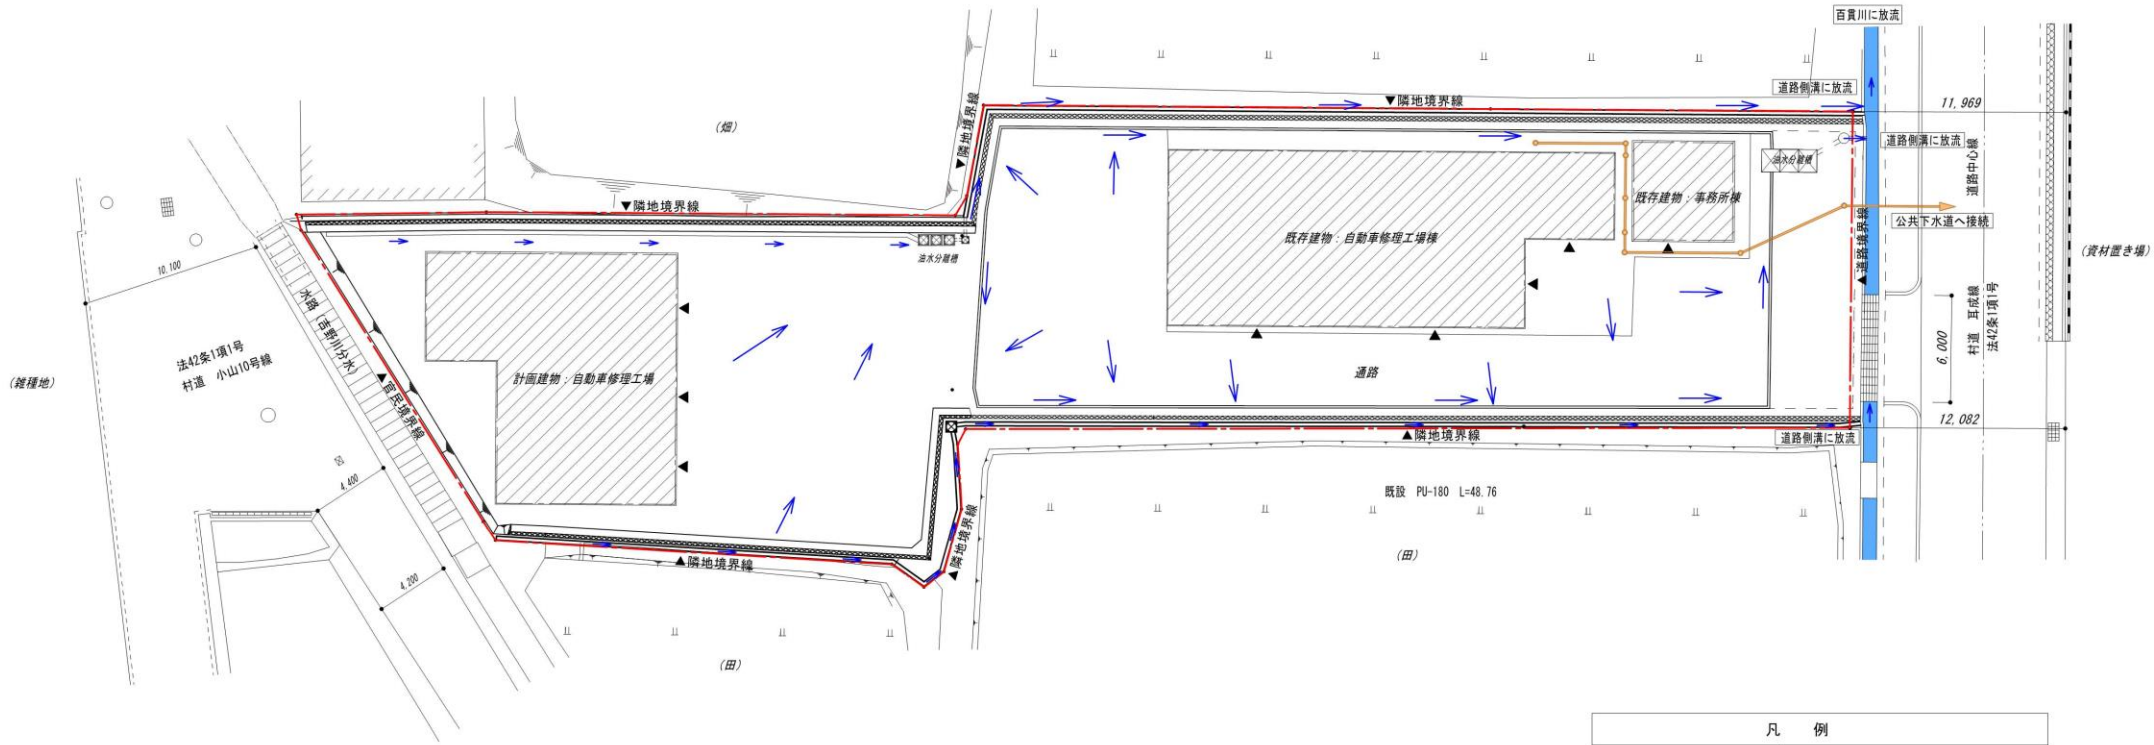 百貫川に放流
道路側溝に放流
▼隣地境界線
11,969
(畑)
▼隣地境界線
道路側溝に放流
道路中心線
油水分離槽
▼隣地境界線
既存建物：事務所棟
公共下水道へ接続
既存建物：自動車修理工場棟
▲道路境界線
(資材置き場)
油水分離槽
10,100
水路（吉野川分水）
法42条1項1号
村道　小山10号線
(雑種地)
計画建物：自動車修理工場
▲官民境界線
通路
6,000
村道　耳成線
法42条1項1号
12,082
▲隣地境界線
道路側溝に放流
4,400
既設　PU-180　L=48.76
▲隣地境界線
▲隣地境界線
(田)
4,200
(田)
凡　例